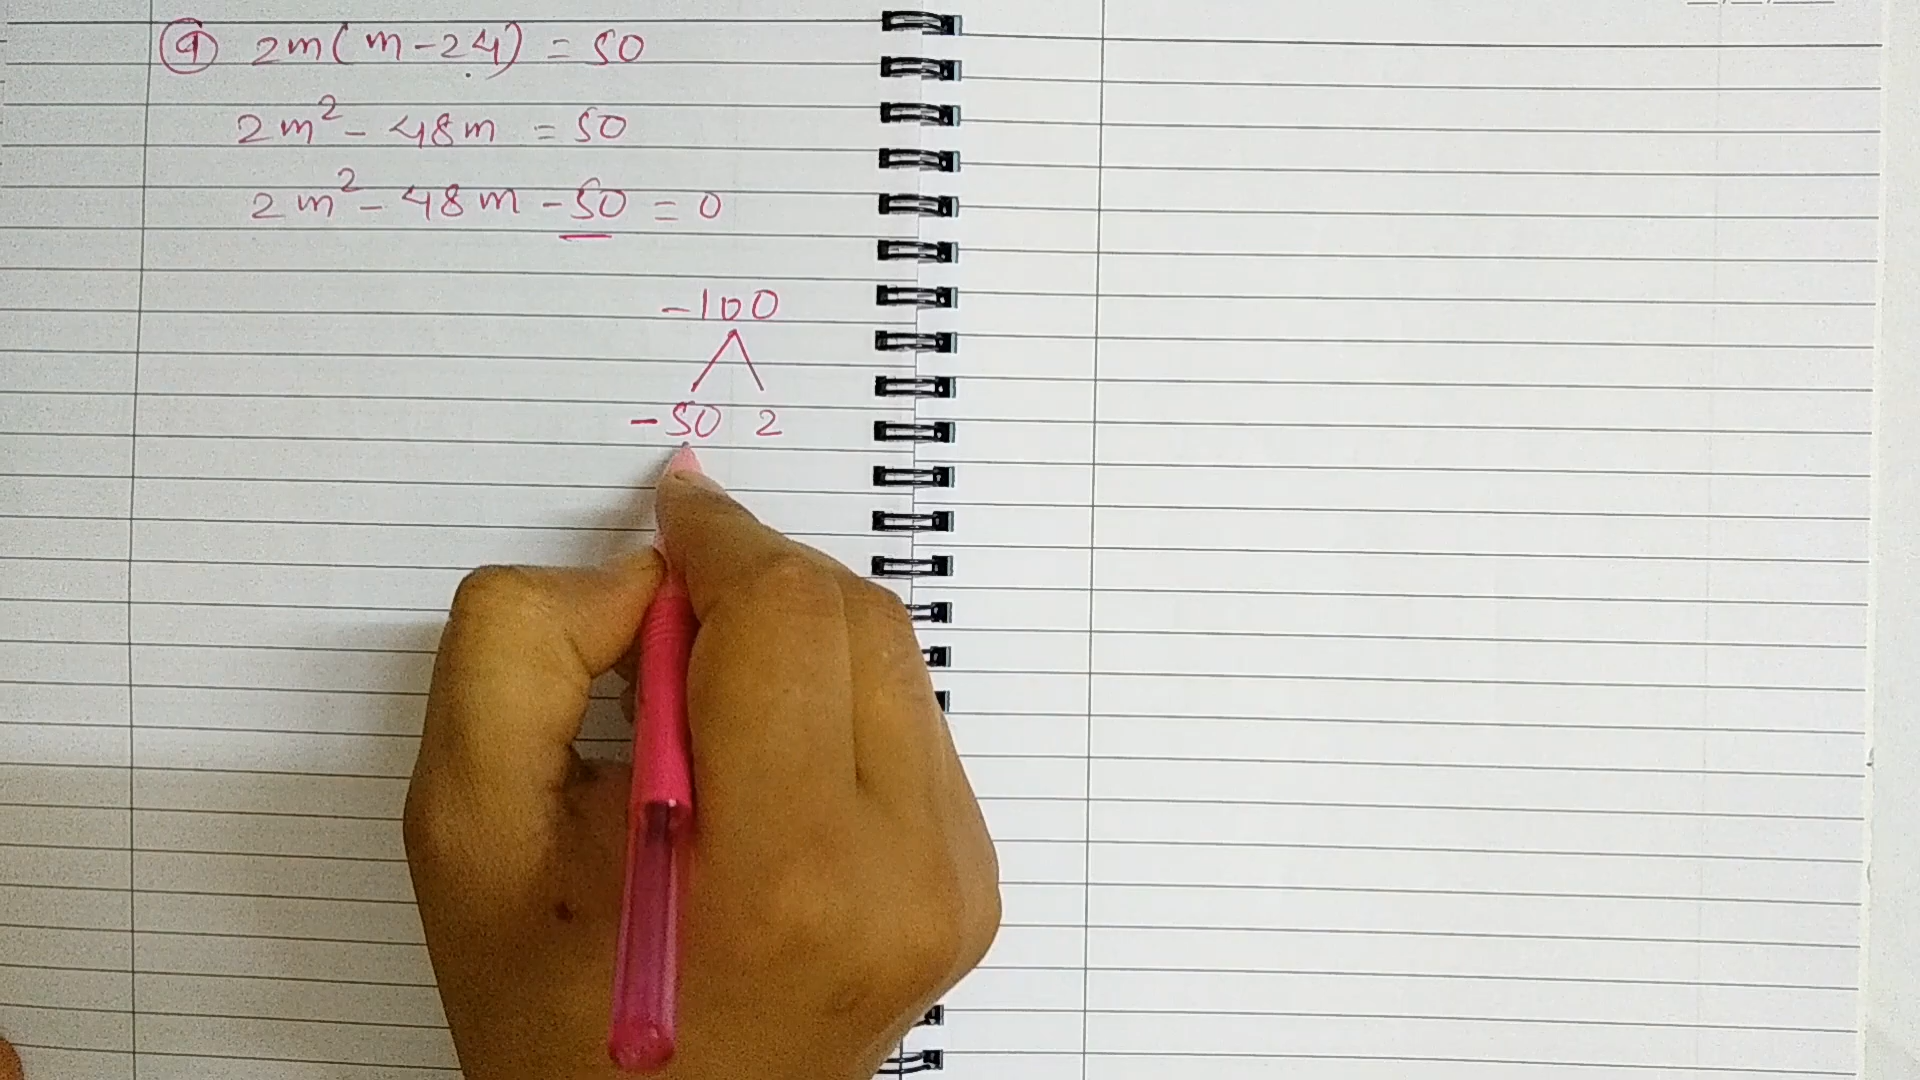 9 2m(m-24) = 50
2m² - 48m = 50
2m² - 48m - 50 = 0
-100
-50 2